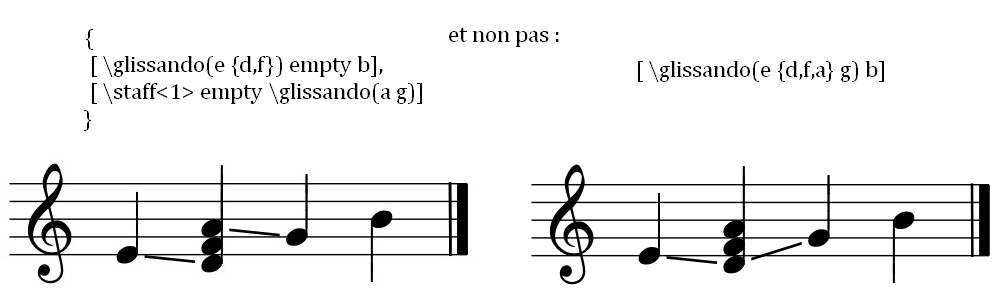 {
[ \glissando(e {d,f}) empty b],
[ \staff<1> empty \glissando(a g)]
}
et non pas :
[ \glissando(e {d,f,a} g) b]